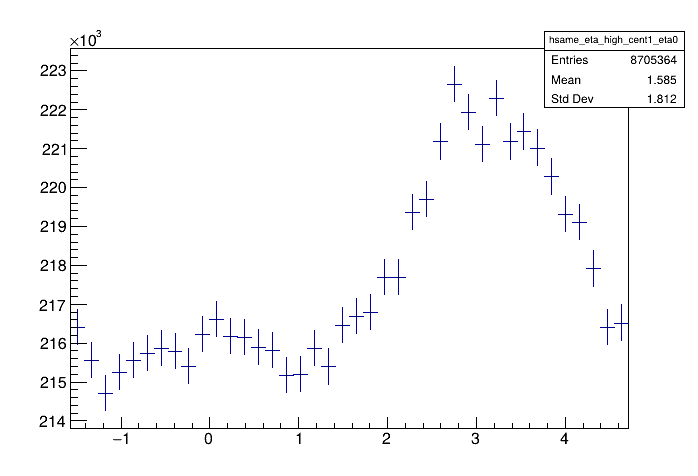 ×10³
hsame_eta_high_cent1_eta0
Entries 8705364
Mean 1.585
Std Dev 1.812
223
222
221
220
219
218
217
216
215
214
−1 0 1 2 3 4